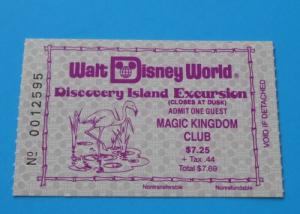 Walt Disney World®
Discovery Island Excursion
(CLOSES AT DUSK)
ADMIT ONE GUEST
MAGIC KINGDOM
CLUB
$7.25
+ Tax .44
Total $7.69
Nontransferable
Nonrefundable
No 0012595
VOID IF DETACHED